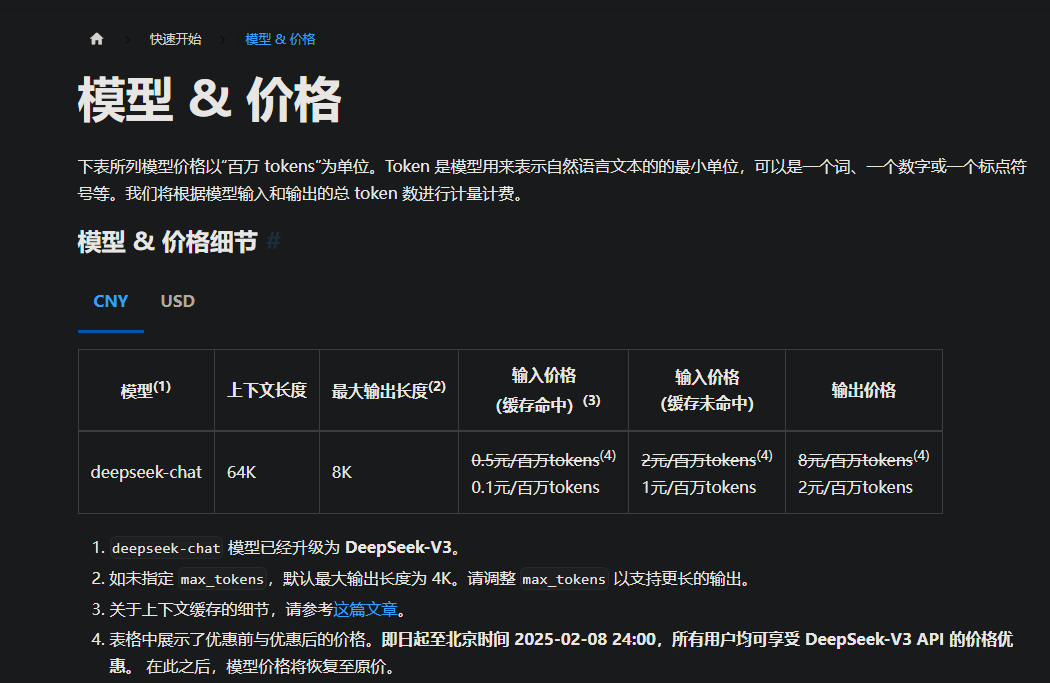 快速开始 模型 & 价格
模型 & 价格
下表所列模型价格以“百万 tokens”为单位。Token 是模型用来表示自然语言文本的的最小单位，可以是一个词、一个数字或一个标点符
号等。我们将根据模型输入和输出的总 token 数进行计量计费。
模型 & 价格细节 #
CNY USD
模型(1) 上下文长度 最大输出长度(2) 输入价格 (缓存命中) (3) 输入价格 (缓存未命中) 输出价格
deepseek-chat 64K 8K
0.5元/百万tokens(4) 2元/百万tokens(4) 8元/百万tokens(4)
0.1元/百万tokens 1元/百万tokens 2元/百万tokens
1. deepseek-chat 模型已经升级为 DeepSeek-V3。
2. 如未指定 max_tokens，默认最大输出长度为 4K。请调整 max_tokens 以支持更长的输出。
3. 关于上下文缓存的细节，请参考这篇文章。
4. 表格中展示了优惠前与优惠后的价格。即日起至北京时间 2025-02-08 24:00，所有用户均可享受 DeepSeek-V3 API 的价格优
惠。 在此之后，模型价格将恢复至原价。